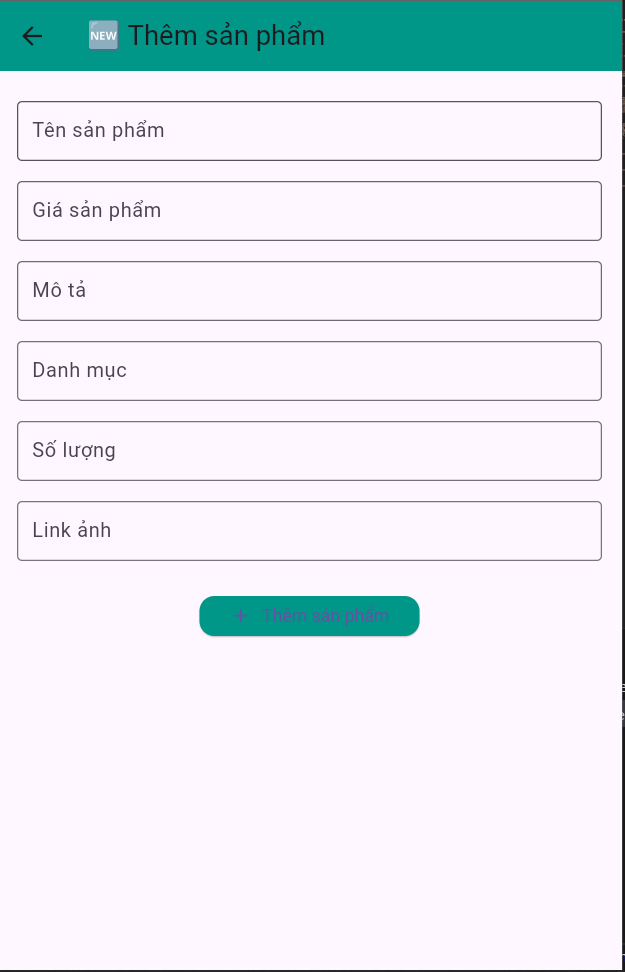 🆕 Thêm sản phẩm
Tên sản phẩm
Giá sản phẩm
Mô tả
Danh mục
Số lượng
Link ảnh
+ Thêm sản phẩm